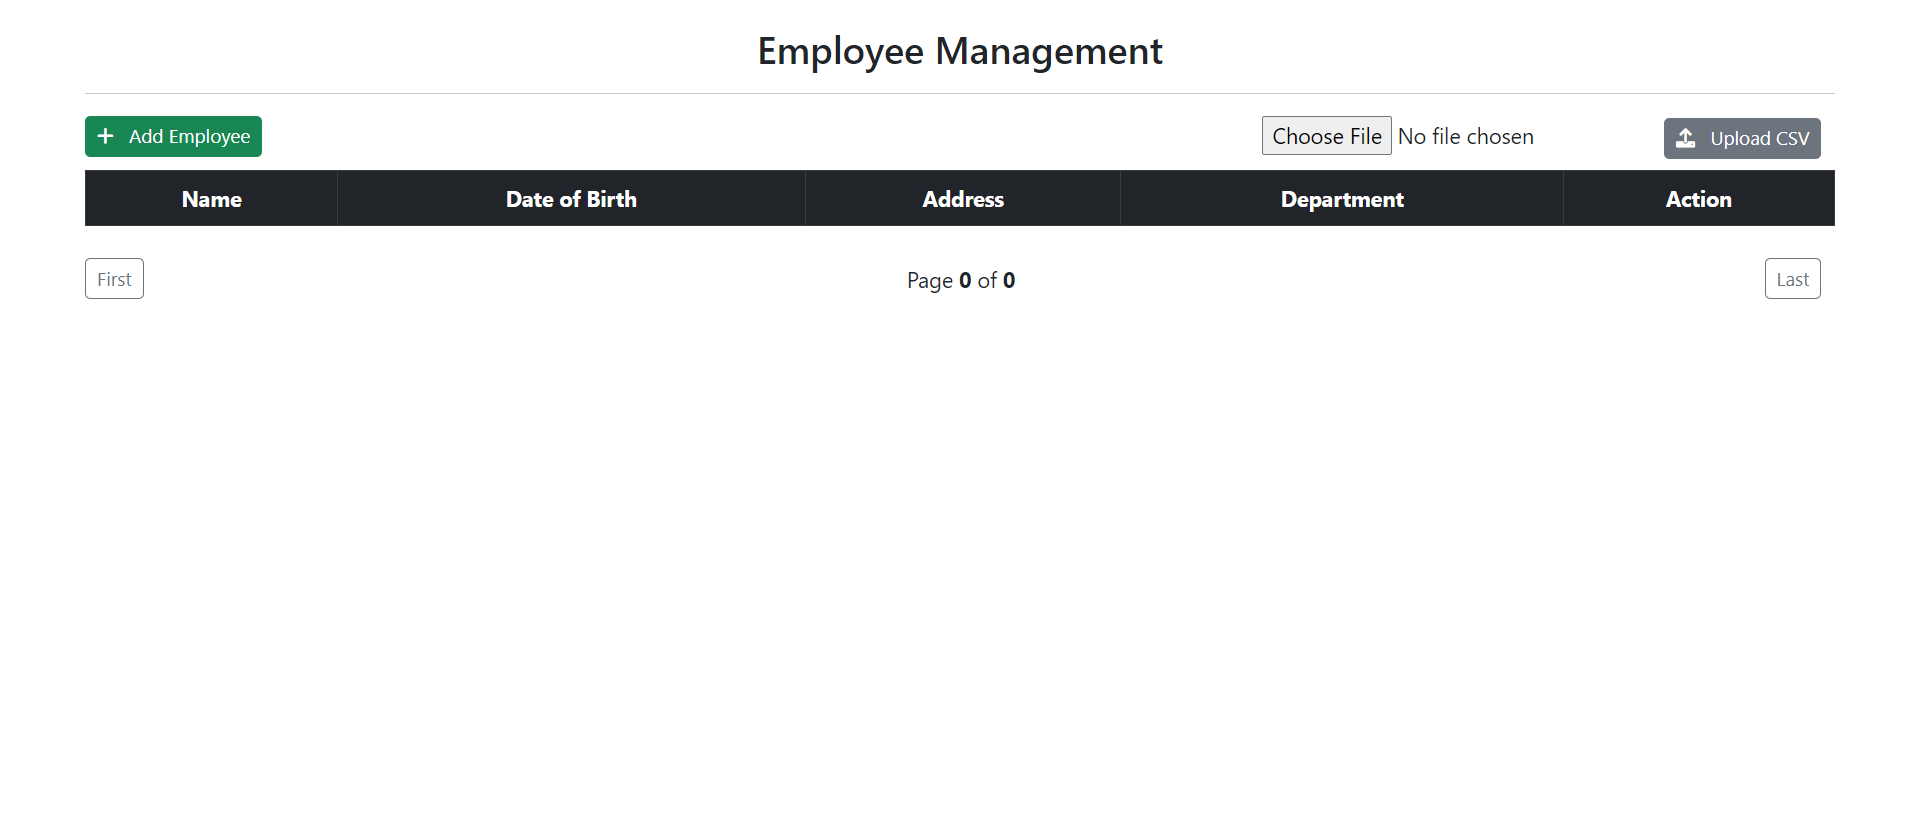 Employee Management
Add Employee
Choose File No file chosen
Upload CSV
Name Date of Birth Address Department Action
First
Page 0 of 0
Last